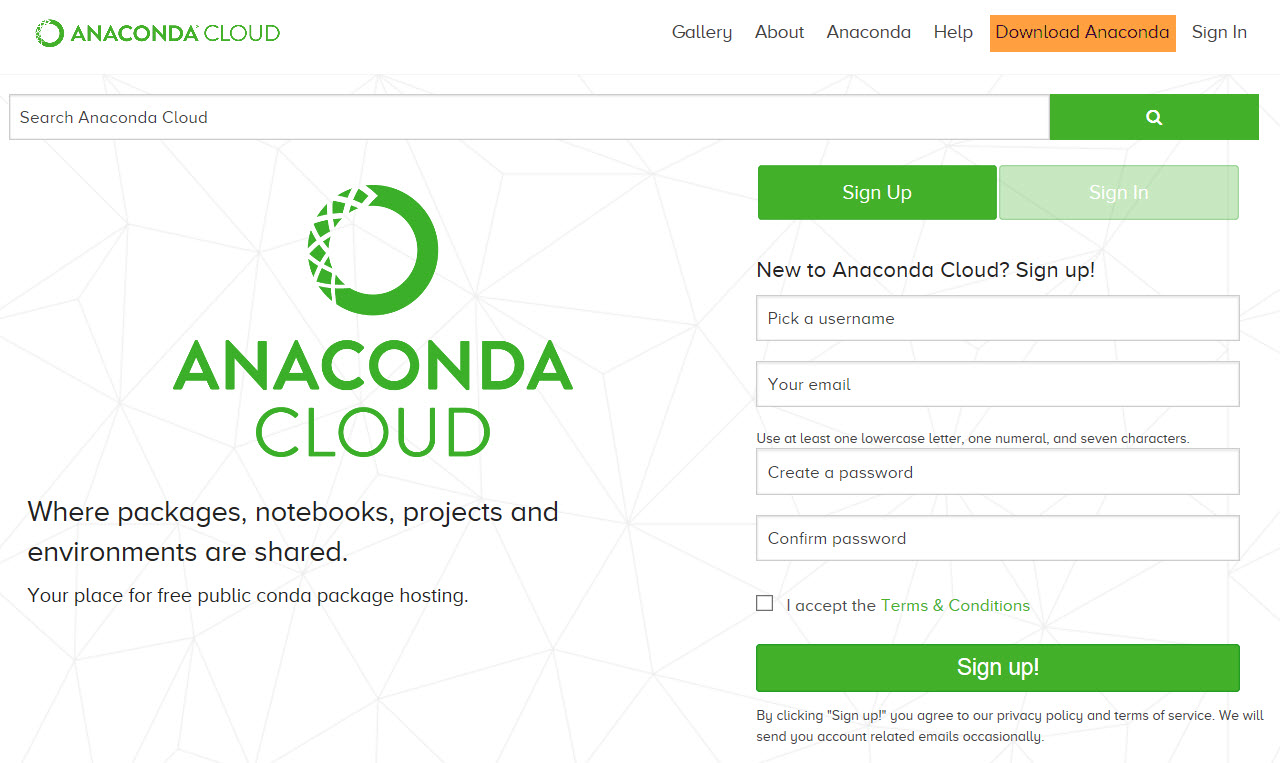 ANACONDA CLOUD
Gallery About Anaconda Help Download Anaconda Sign In
Search Anaconda Cloud
Sign Up Sign In
ANACONDA
CLOUD
Where packages, notebooks, projects and
environments are shared.
Your place for free public conda package hosting.
New to Anaconda Cloud? Sign up!
Pick a username
Your email
Use at least one lowercase letter, one numeral, and seven characters.
Create a password
Confirm password
I accept the Terms & Conditions
Sign up!
By clicking "Sign up!" you agree to our privacy policy and terms of service. We will
send you account related emails occasionally.